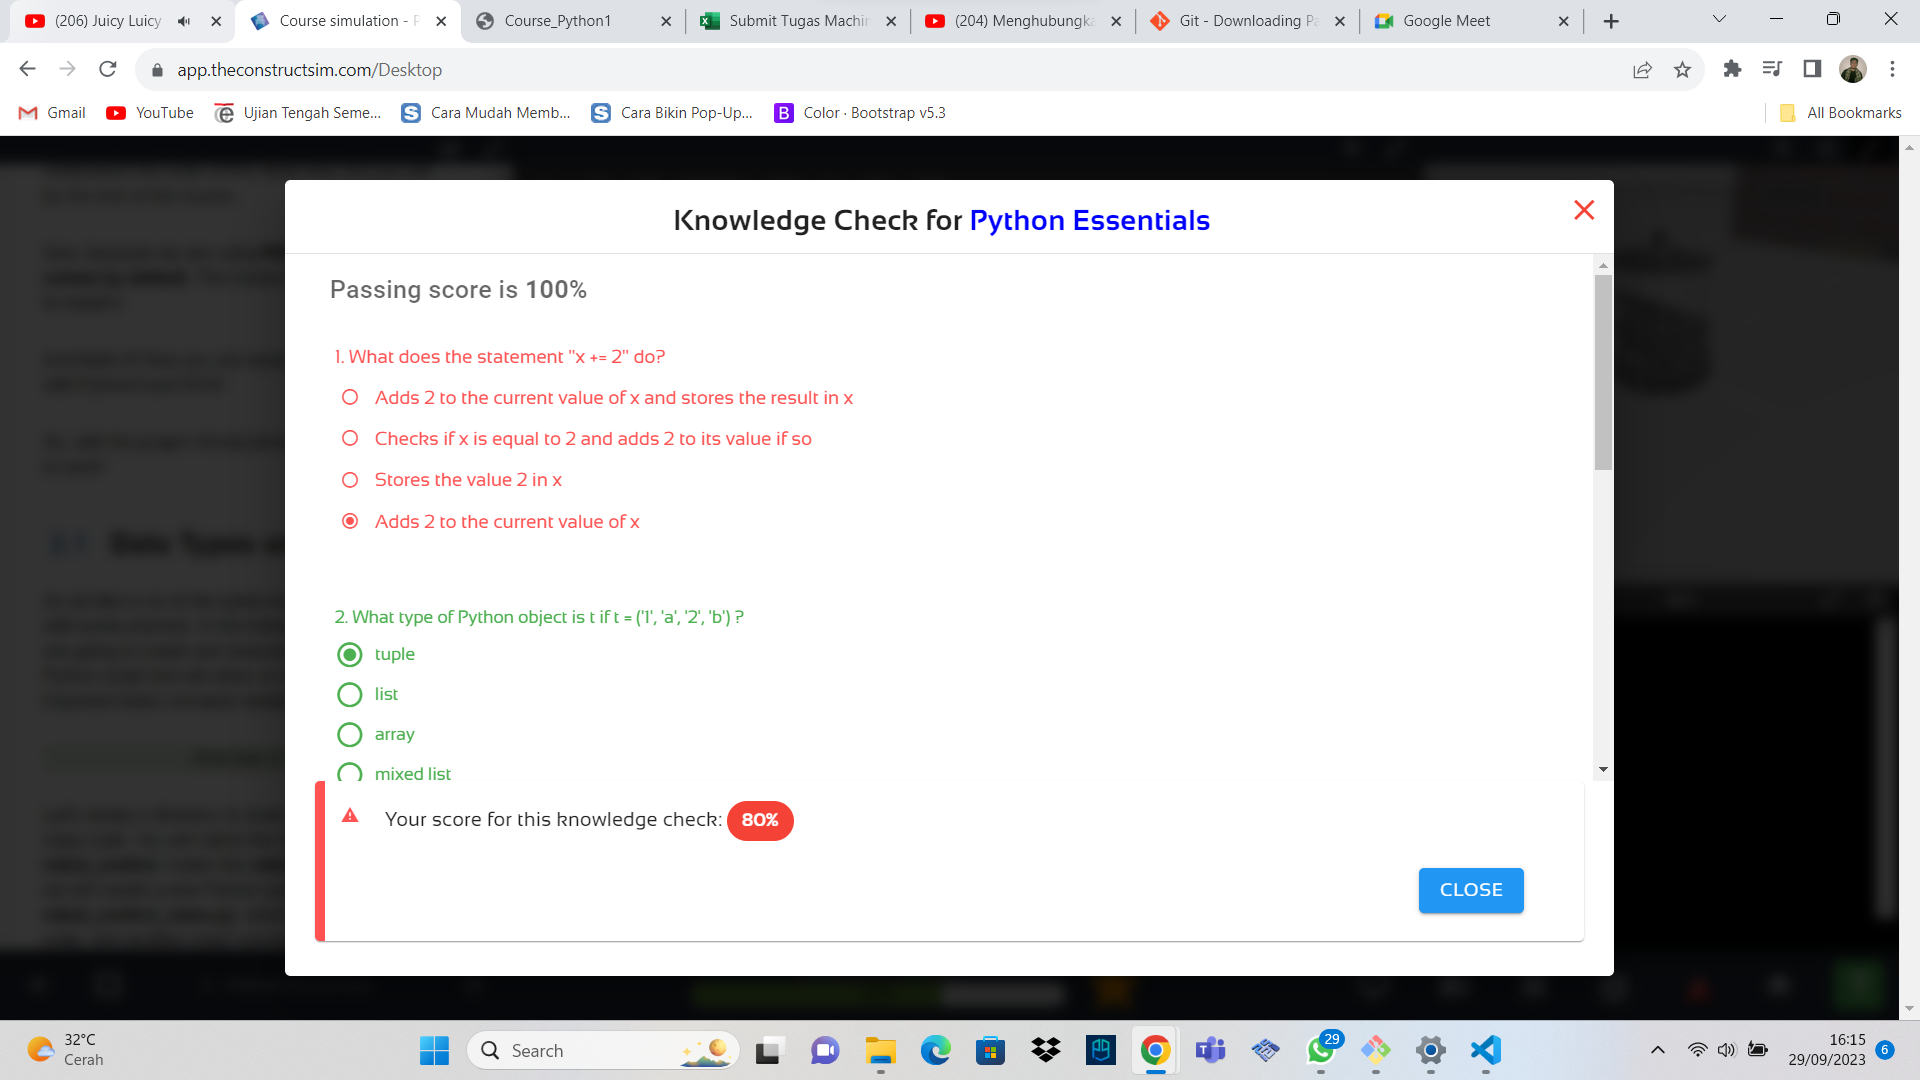 (206) Juicy Luicy
Course simulation - P
Course_Python1
Submit Tugas Machin
(204) Menghubungka
Git - Downloading Pa
Google Meet
app.theconstructsim.com/Desktop
Gmail
YouTube
Ujian Tengah Seme...
Cara Mudah Memb...
Cara Bikin Pop-Up...
Color · Bootstrap v5.3
All Bookmarks
Knowledge Check for Python Essentials
Passing score is 100%
1. What does the statement "x += 2" do?
Adds 2 to the current value of x and stores the result in x
Checks if x is equal to 2 and adds 2 to its value if so
Stores the value 2 in x
Adds 2 to the current value of x
2. What type of Python object is t if t = ('1', 'a', '2', 'b') ?
tuple
list
array
mixed list
Your score for this knowledge check: 80%
CLOSE
32°C
Cerah
Search
29
16:15
29/09/2023
6